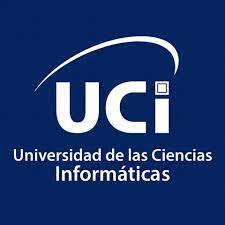 UCi
Universidad de las Ciencias
Informáticas